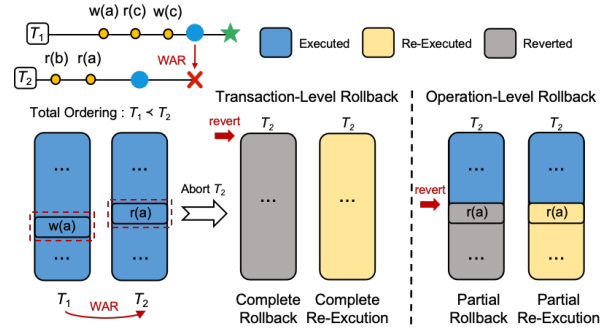 w(a) r(c) w(c)
T1
WAR
r(b) r(a)
T2
Executed
Re-Executed
Reverted
Total Ordering : T1 < T2
...
w(a)
...
T1
...
r(a)
...
T2
WAR
Abort T2
Transaction-Level Rollback
revert
T2
...
Complete
Rollback
T2
...
Complete
Re-Excution
Operation-Level Rollback
revert
T2
...
r(a)
...
Partial
Rollback
T2
...
r(a)
...
Partial
Re-Excution